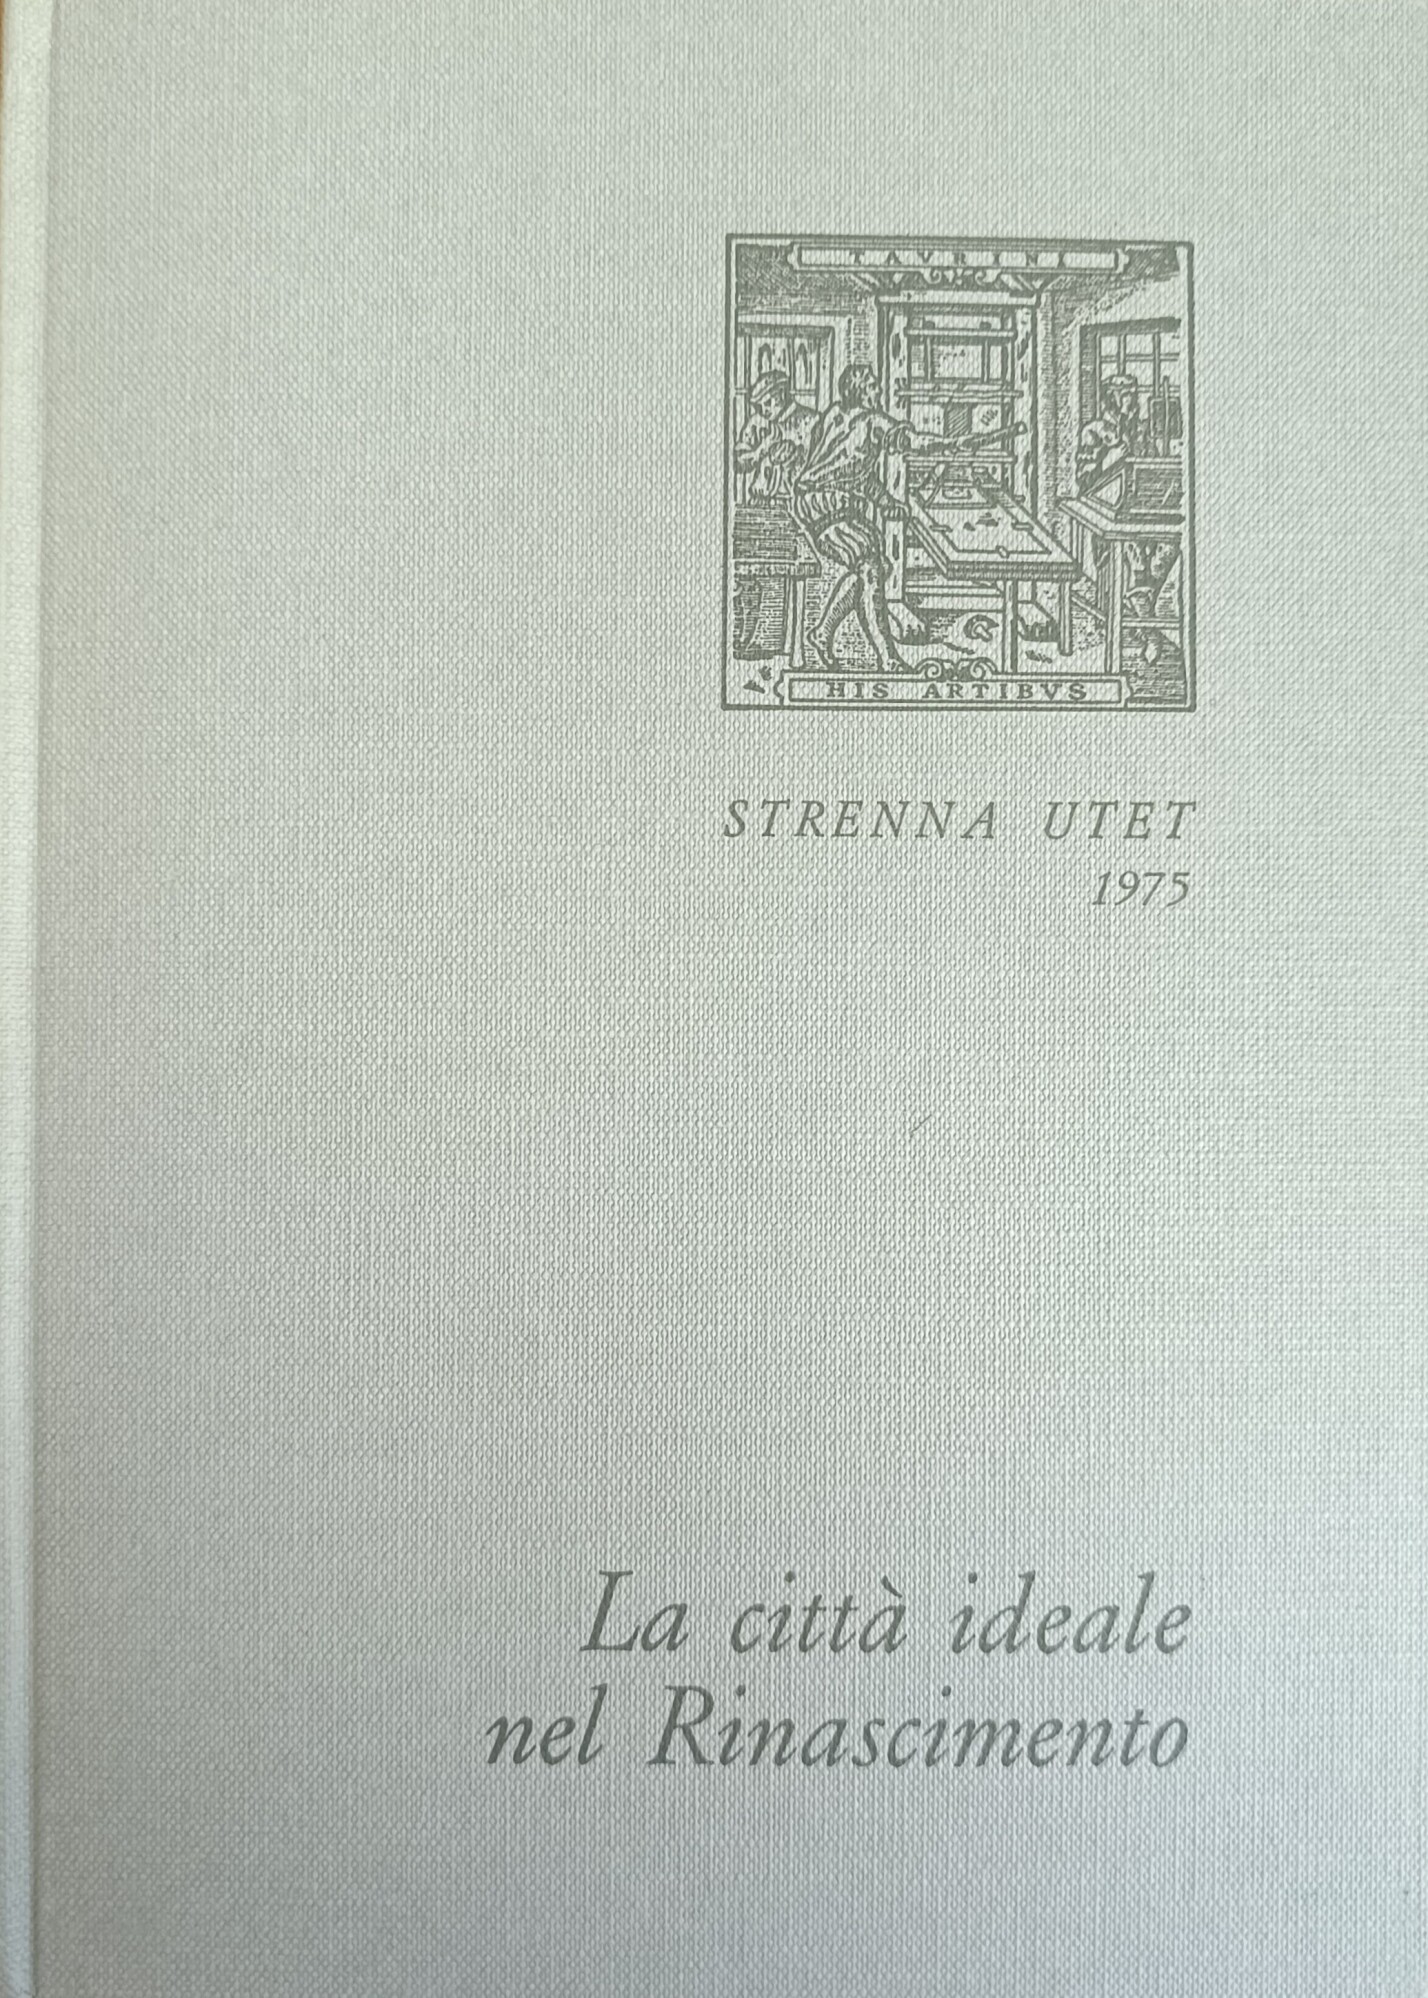 TAVRINI
HIS ARTIBVS
STRENNA UTET
1975
La città ideale
nel Rinascimento